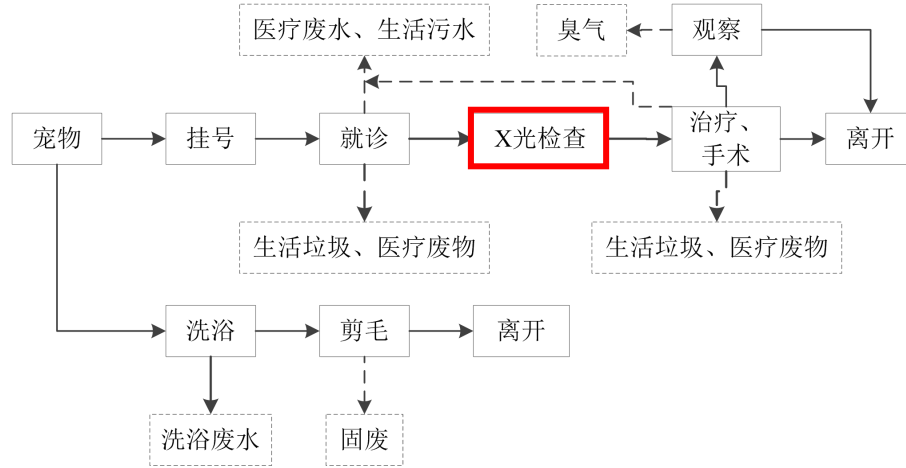 医疗废水、生活污水
臭气
观察
宠物
挂号
就诊
X光检查
治疗、
手术
离开
生活垃圾、医疗废物
生活垃圾、医疗废物
洗浴
剪毛
离开
洗浴废水
固废